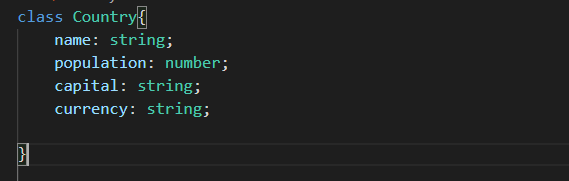 class Country{
    name: string;
    population: number;
    capital: string;
    currency: string;

}